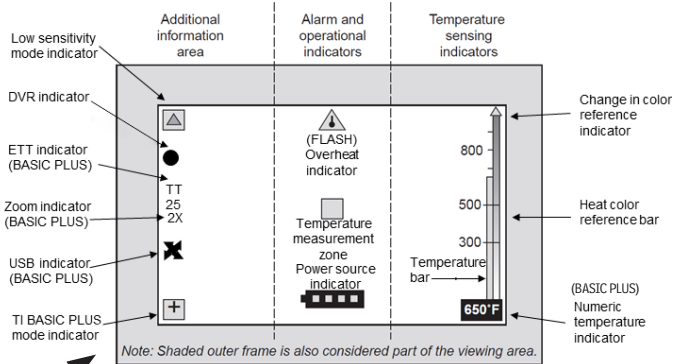 Additional
information
area
Alarm and
operational
indicators
Temperature
sensing
indicators
Low sensitivity
mode indicator
DVR indicator
ETT indicator
(BASIC PLUS)
Zoom indicator
(BASIC PLUS)
USB indicator
(BASIC PLUS)
TI BASIC PLUS
mode indicator
TT
25
2X
+
(FLASH)
Overheat
indicator
Temperature
measurement
zone
Power source
indicator
800
500
300
Temperature
bar
650°F
Change in color
reference
indicator
Heat color
reference bar
(BASIC PLUS)
Numeric
temperature
indicator
Note: Shaded outer frame is also considered part of the viewing area.